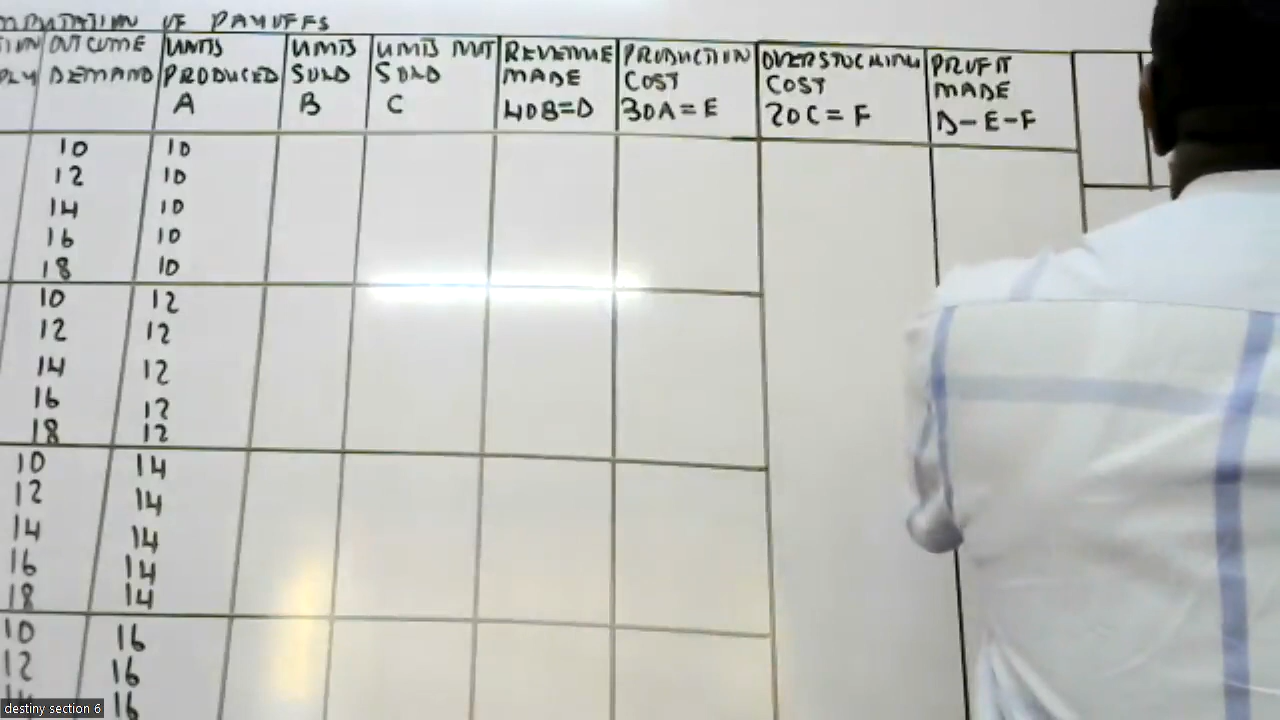 OF PAYOFFS
OUTCOME DEMAND
UNITS PRODUCED A
UNITS SOLD B
UNITS NOT SOLD C
REVENUE MADE 40B=D
PRODUCTION COST 30A=E
OVERSTOCKING COST 20C=F
PROFIT MADE D-E-F
10 10
12 10
14 10
16 10
18 10
10 12
12 12
14 12
16 12
18 12
10 14
12 14
14 14
16 14
18 14
10 16
12 16
14 16
destiny section 6